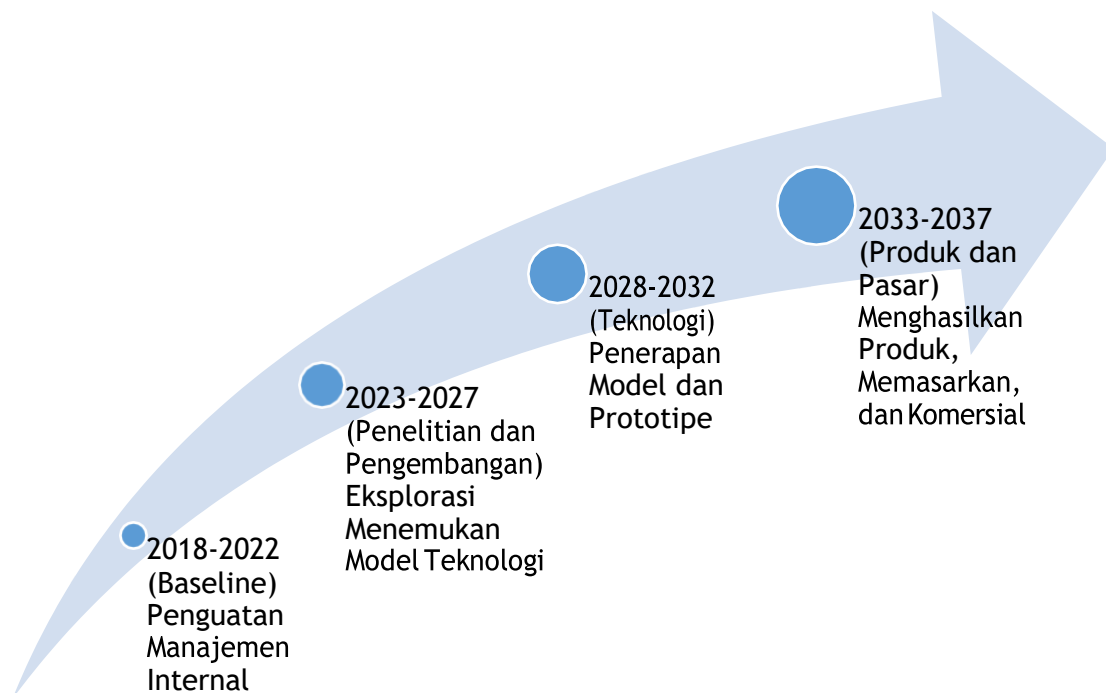 2018-2022
(Baseline)
Penguatan
Manajemen
Internal
2023-2027
(Penelitian dan
Pengembangan)
Eksplorasi
Menemukan
Model Teknologi
2028-2032
(Teknologi)
Penerapan
Model dan
Prototipe
2033-2037
(Produk dan
Pasar)
Menghasilkan
Produk,
Memasarkan,
dan Komersial